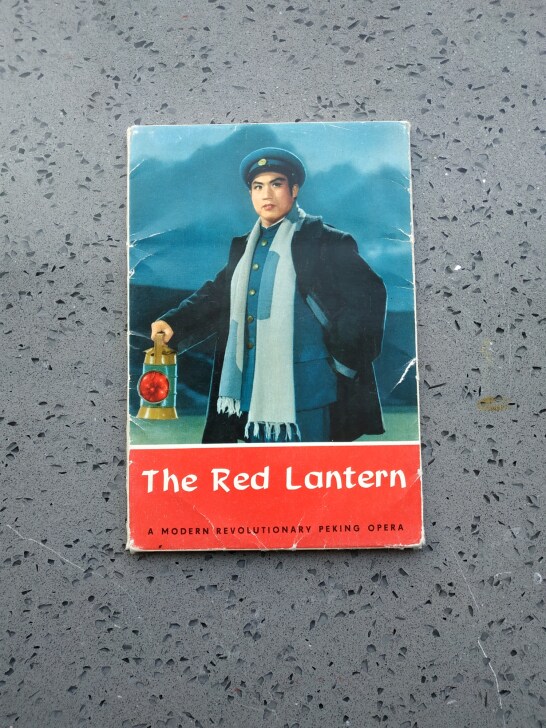 The Red Lantern
A MODERN REVOLUTIONARY PEKING OPERA